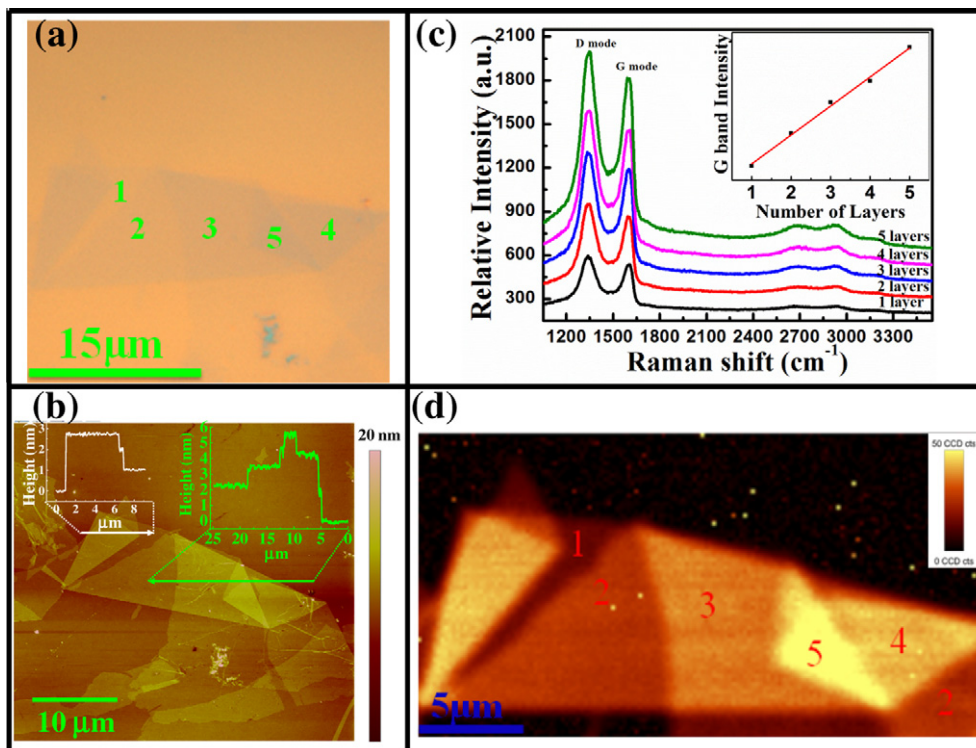 (a)
1
2
3
5
4
15μm
(c)
2100
1800
1500
1200
900
600
300
Relative Intensity (a.u.)
D mode
G mode
G band Intensity
1 2 3 4 5
Number of Layers
5 layers
4 layers
3 layers
2 layers
1 layer
1200 1500 1800 2100 2400 2700 3000 3300
Raman shift (cm-1)
(b)
Height (nm)
3
2
1
0
0 2 4 6 8
μm
Height (nm)
6
5
4
3
2
1
0
25 20 15 10 5 0
μm
20 nm
10 μm
(d)
50 CCD cts
0 CCD cts
1
2
3
5
4
2
5μm